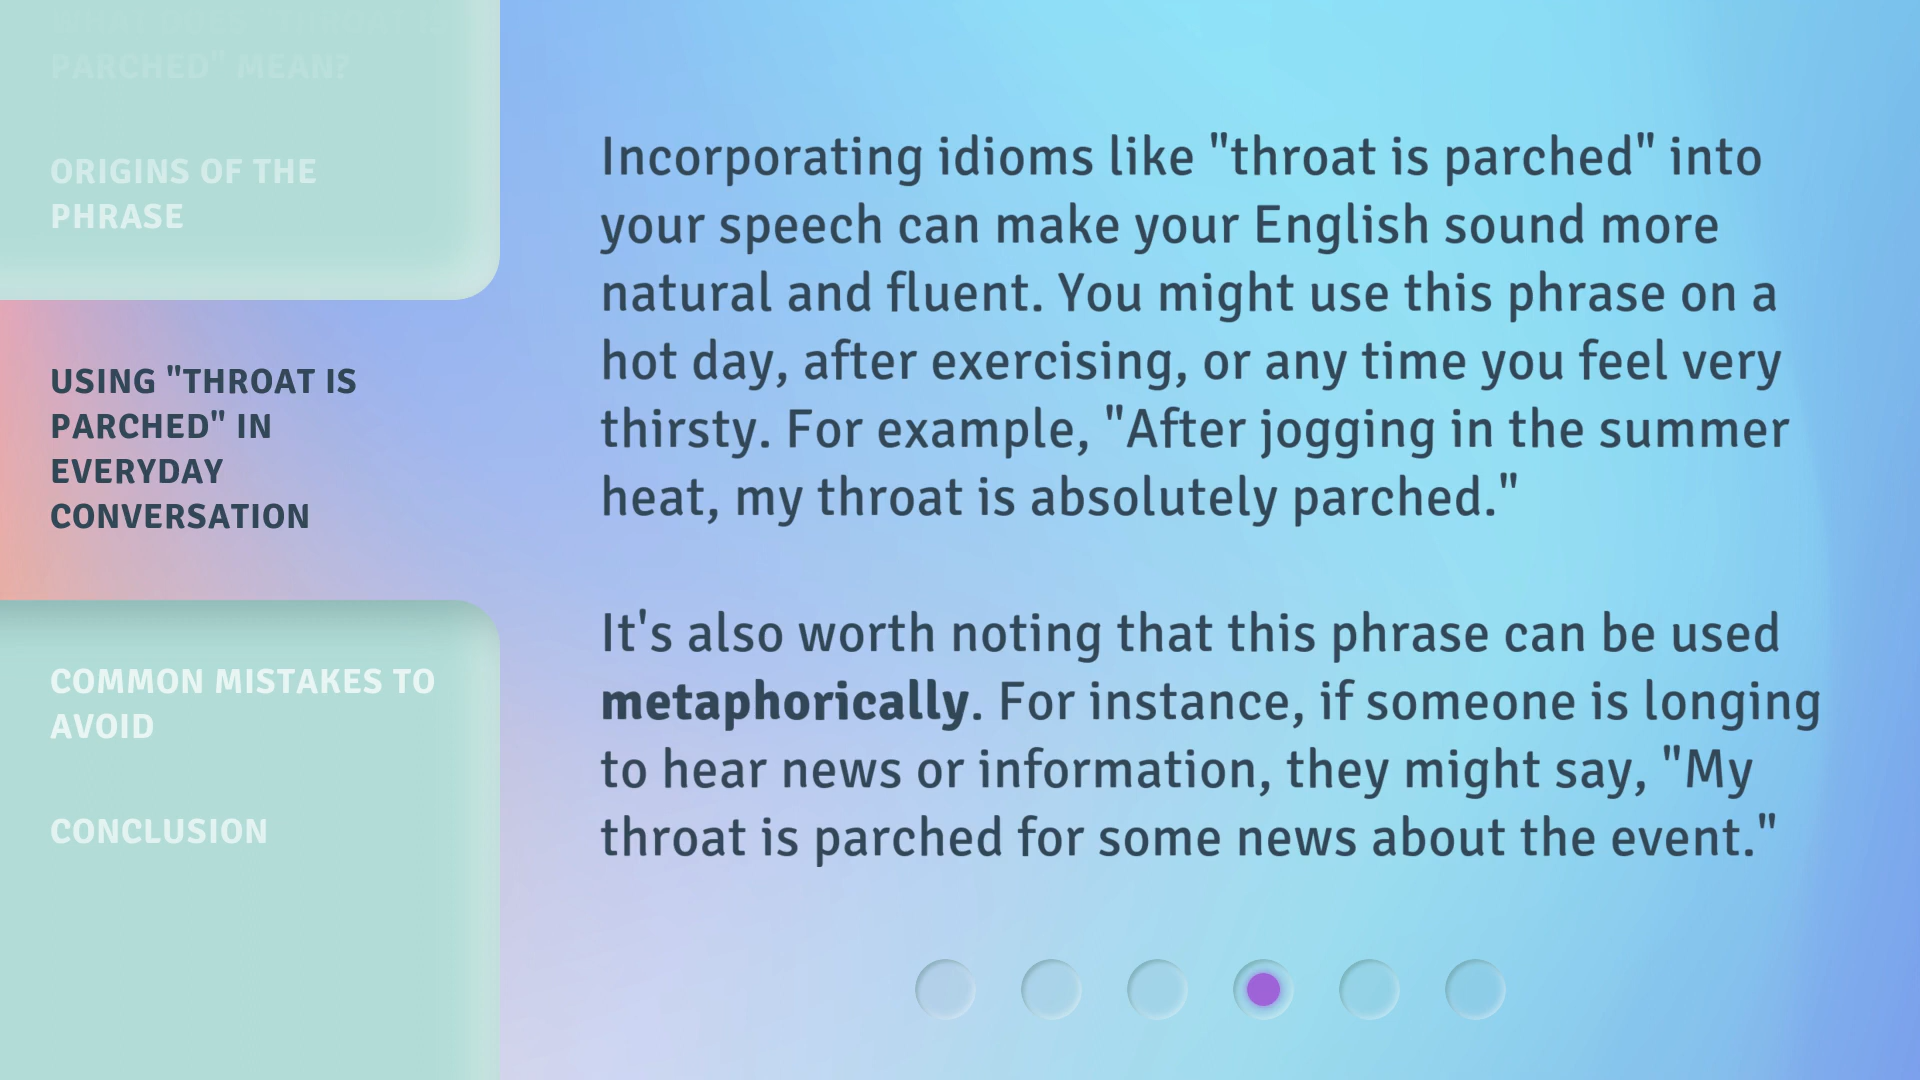 WHAT DOES "THROAT IS
PARCHED" MEAN?
ORIGINS OF THE
PHRASE
USING "THROAT IS
PARCHED" IN
EVERYDAY
CONVERSATION
COMMON MISTAKES TO
AVOID
CONCLUSION
Incorporating idioms like "throat is parched" into
your speech can make your English sound more
natural and fluent. You might use this phrase on a
hot day, after exercising, or any time you feel very
thirsty. For example, "After jogging in the summer
heat, my throat is absolutely parched."
It's also worth noting that this phrase can be used
metaphorically. For instance, if someone is longing
to hear news or information, they might say, "My
throat is parched for some news about the event."